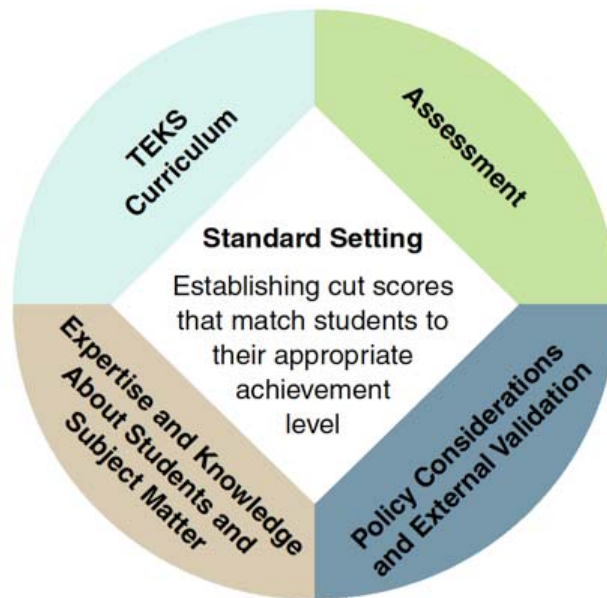 TEKS
Curriculum
Assessment
Standard Setting
Establishing cut scores
that match students to
their appropriate
achievement
level
Expertise and Knowledge
About Students and
Subject Matter
Policy Considerations
and External Validation